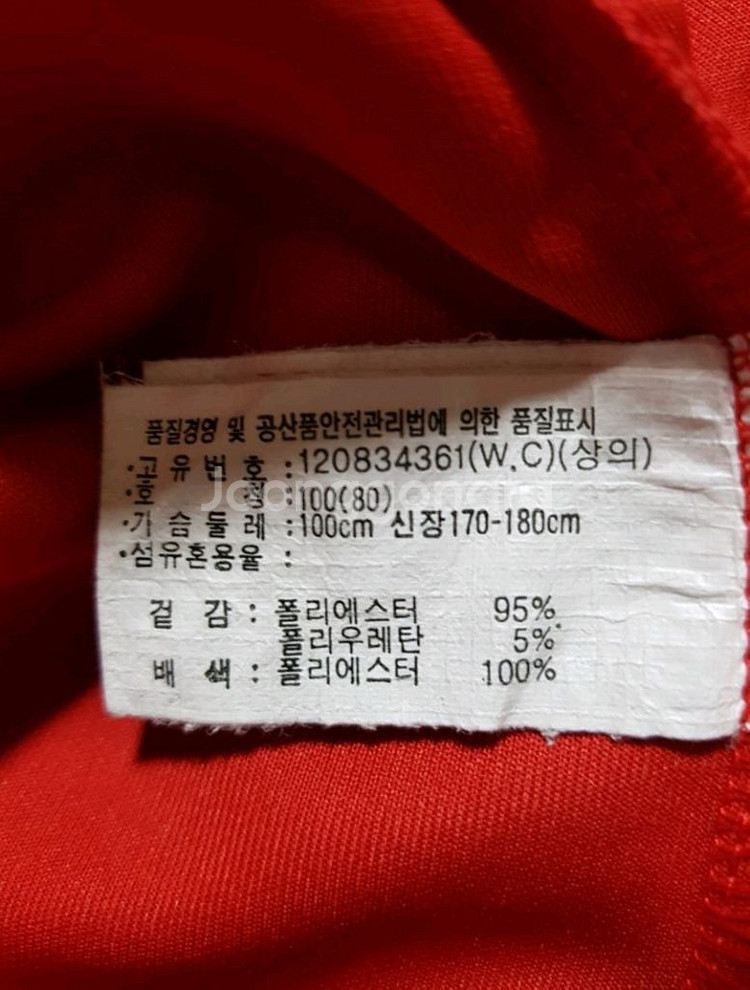 품질경영 및 공산품안전관리법에 의한 품질표시
·고유번호 :120834361(W.C)(상의)
·호 칭 :100(80)
·가슴둘레 :100cm 신장170-180cm
·섬유혼용율 :
겉 감 : 폴리에스터 95%
폴리우레탄 5%
배 색 : 폴리에스터 100%
Joonggonara